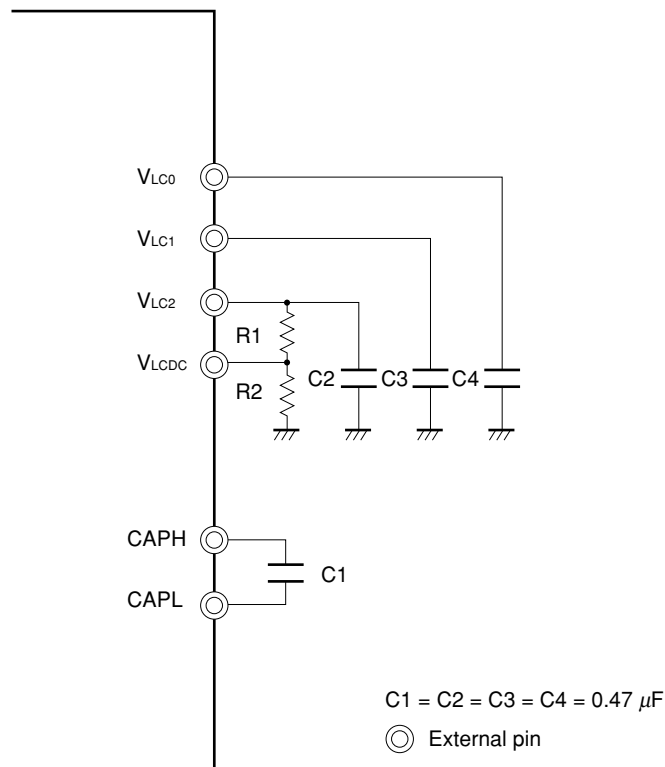 VLC0
VLC1
VLC2
R1
VLCDC
R2
C2
C3
C4
CAPH
C1
CAPL
C1 = C2 = C3 = C4 = 0.47 μF
External pin